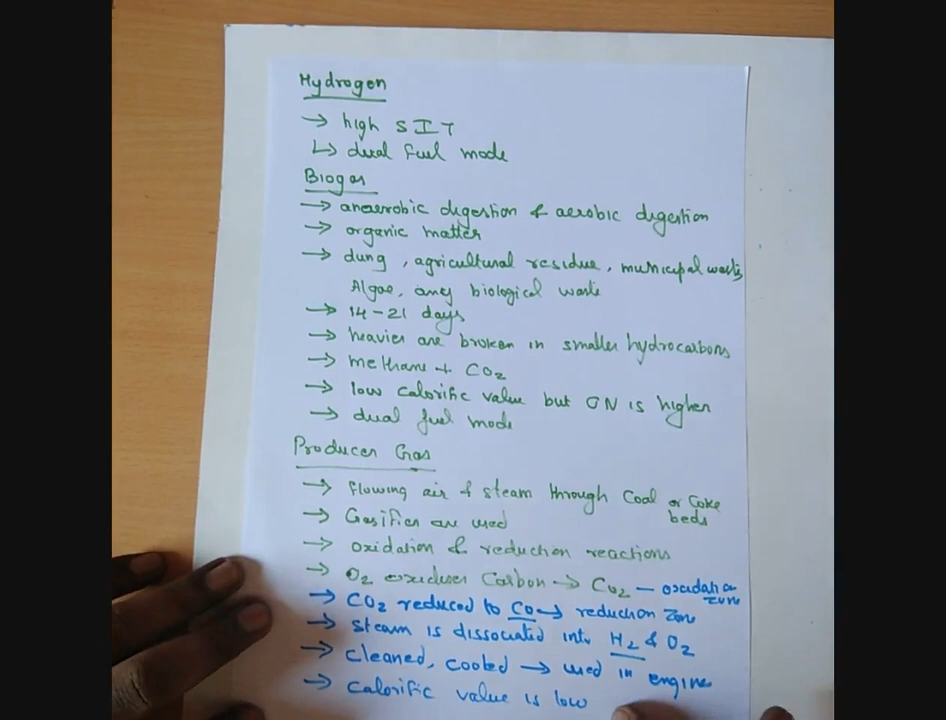 Hydrogen
→ high SIT
↳ dual fuel mode
Biogas
→ anaerobic digestion & aerobic digestion
→ organic matter
→ dung, agricultural residue, municipal waste,
Algae, any biological waste
→ 14-21 days
→ heavier are broken in smaller hydrocarbons
→ methane + CO2
→ low calorific value but ON is higher
→ dual fuel mode
Producer Gas
→ flowing air & steam through coal or coke
beds
→ Gasifier are used
→ oxidation & reduction reactions
→ O2 oxidises Carbon → CO2 — oxidation
zone
→ CO2 reduced to CO → reduction zone
→ steam is dissociated into H2 & O2
→ cleaned, cooled → used in engine
→ calorific value is low